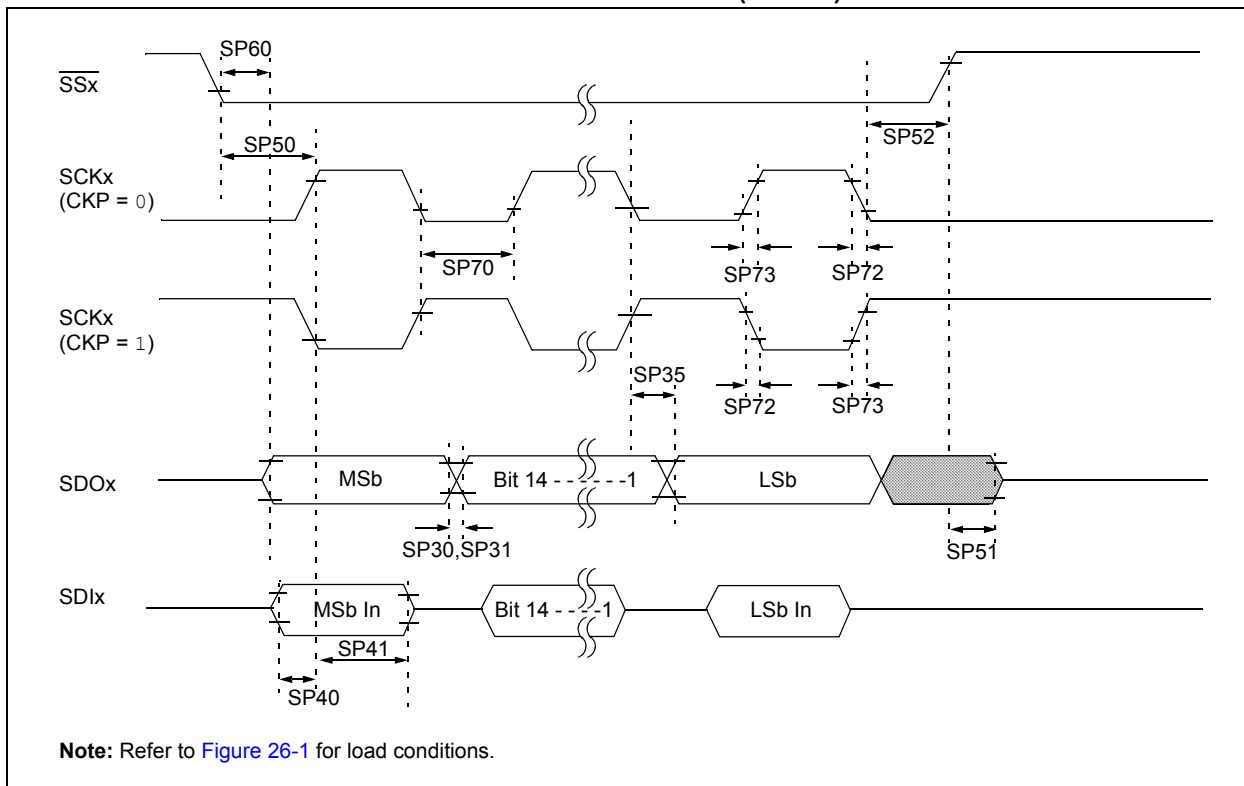 SP60
SSx
SP50
SP52
SCKx
(CKP = 0)
SP70
SP73
SP72
SCKx
(CKP = 1)
SP35
SP72
SP73
SDOx
MSb
Bit 14 - - - - - -1
LSb
SP30,SP31
SP51
SDIx
MSb In
Bit 14 - - - -1
LSb In
SP41
SP40
Note: Refer to Figure 26-1 for load conditions.